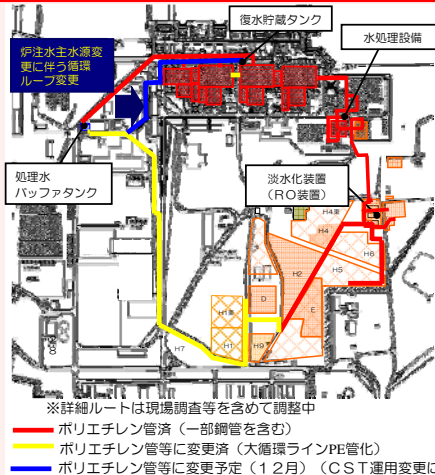 復水貯蔵タンク
水処理設備
炉注水主水源変
更に伴う循環
ループ変更
処理水
バッファタンク
淡水化装置
(RO装置)
H4東
H4
H6
H5
H2
D
E
H1東
H1
H9
H7
※詳細ルートは現場調査等を含めて調整中
ポリエチレン管済(一部鋼管を含む)
ポリエチレン管等に変更済(大循環ラインPE管化)
ポリエチレン管等に変更予定(12月)(CST運用変更に